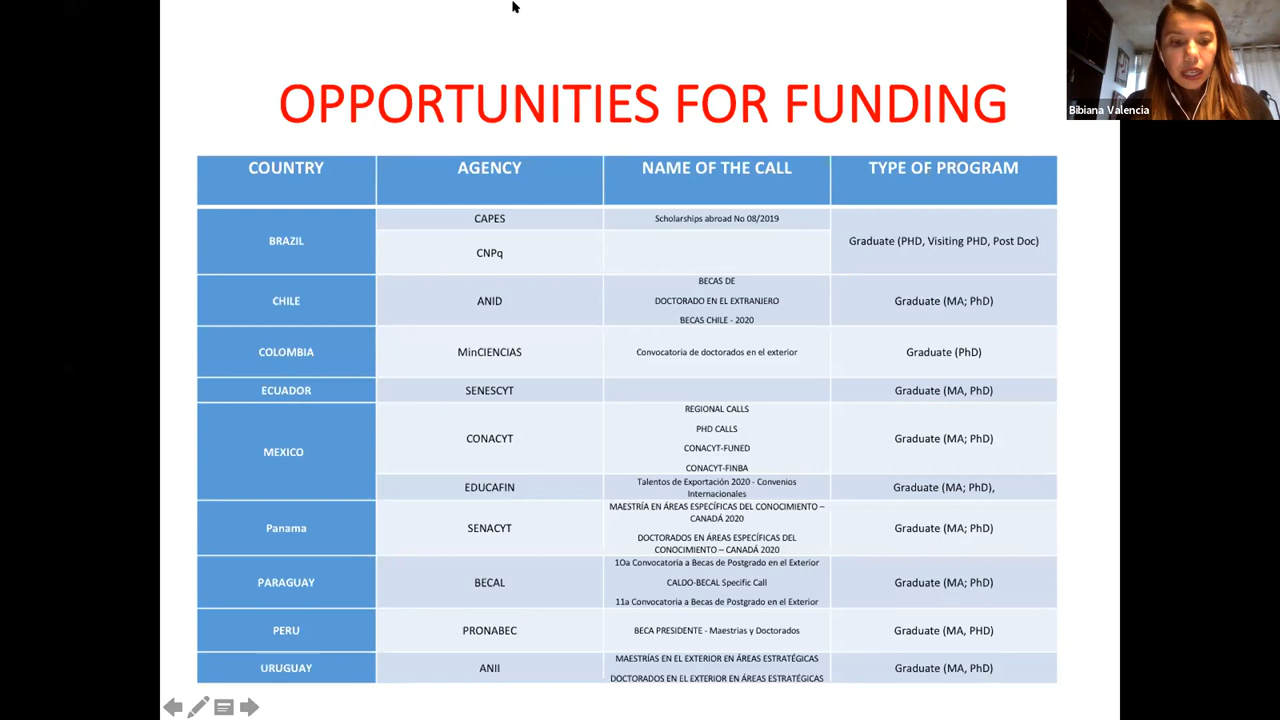 OPPORTUNITIES FOR FUNDING
Bibiana Valencia
COUNTRY AGENCY NAME OF THE CALL TYPE OF PROGRAM
BRAZIL
CAPES
Scholarships abroad No 08/2019
Graduate (PHD, Visiting PHD, Post Doc)
CNPq
CHILE
ANID
BECAS DE
DOCTORADO EN EL EXTRANJERO
BECAS CHILE - 2020
Graduate (MA; PhD)
COLOMBIA
MinCIENCIAS
Convocatoria de doctorados en el exterior
Graduate (PhD)
ECUADOR
SENESCYT
Graduate (MA, PhD)
MEXICO
CONACYT
REGIONAL CALLS
PHD CALLS
CONACYT-FUNED
CONACYT-FINBA
Graduate (MA; PhD)
EDUCAFIN
Talentos de Exportación 2020 - Convenios
Internacionales
Graduate (MA; PhD),
Panama
SENACYT
MAESTRÍA EN ÁREAS ESPECÍFICAS DEL CONOCIMIENTO –
CANADÁ 2020
DOCTORADOS EN ÁREAS ESPECÍFICAS DEL
CONOCIMIENTO – CANADÁ 2020
Graduate (MA; PhD)
PARAGUAY
BECAL
10a Convocatoria a Becas de Postgrado en el Exterior
CALDO-BECAL Specific Call
11a Convocatoria a Becas de Postgrado en el Exterior
Graduate (MA; PhD)
PERU
PRONABEC
BECA PRESIDENTE - Maestrias y Doctorados
Graduate (MA, PHD)
URUGUAY
ANII
MAESTRÍAS EN EL EXTERIOR EN ÁREAS ESTRATÉGICAS
DOCTORADOS EN EL EXTERIOR EN ÁREAS ESTRATÉGICAS
Graduate (MA, PhD)